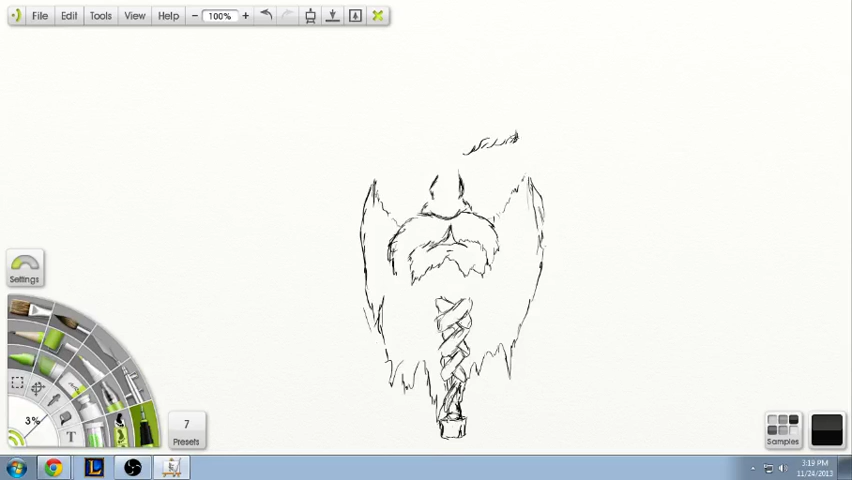 File Edit Tools View Help − 100% +
Settings
3%
T
7
Presets
Samples
L
3:19 PM
11/24/2013